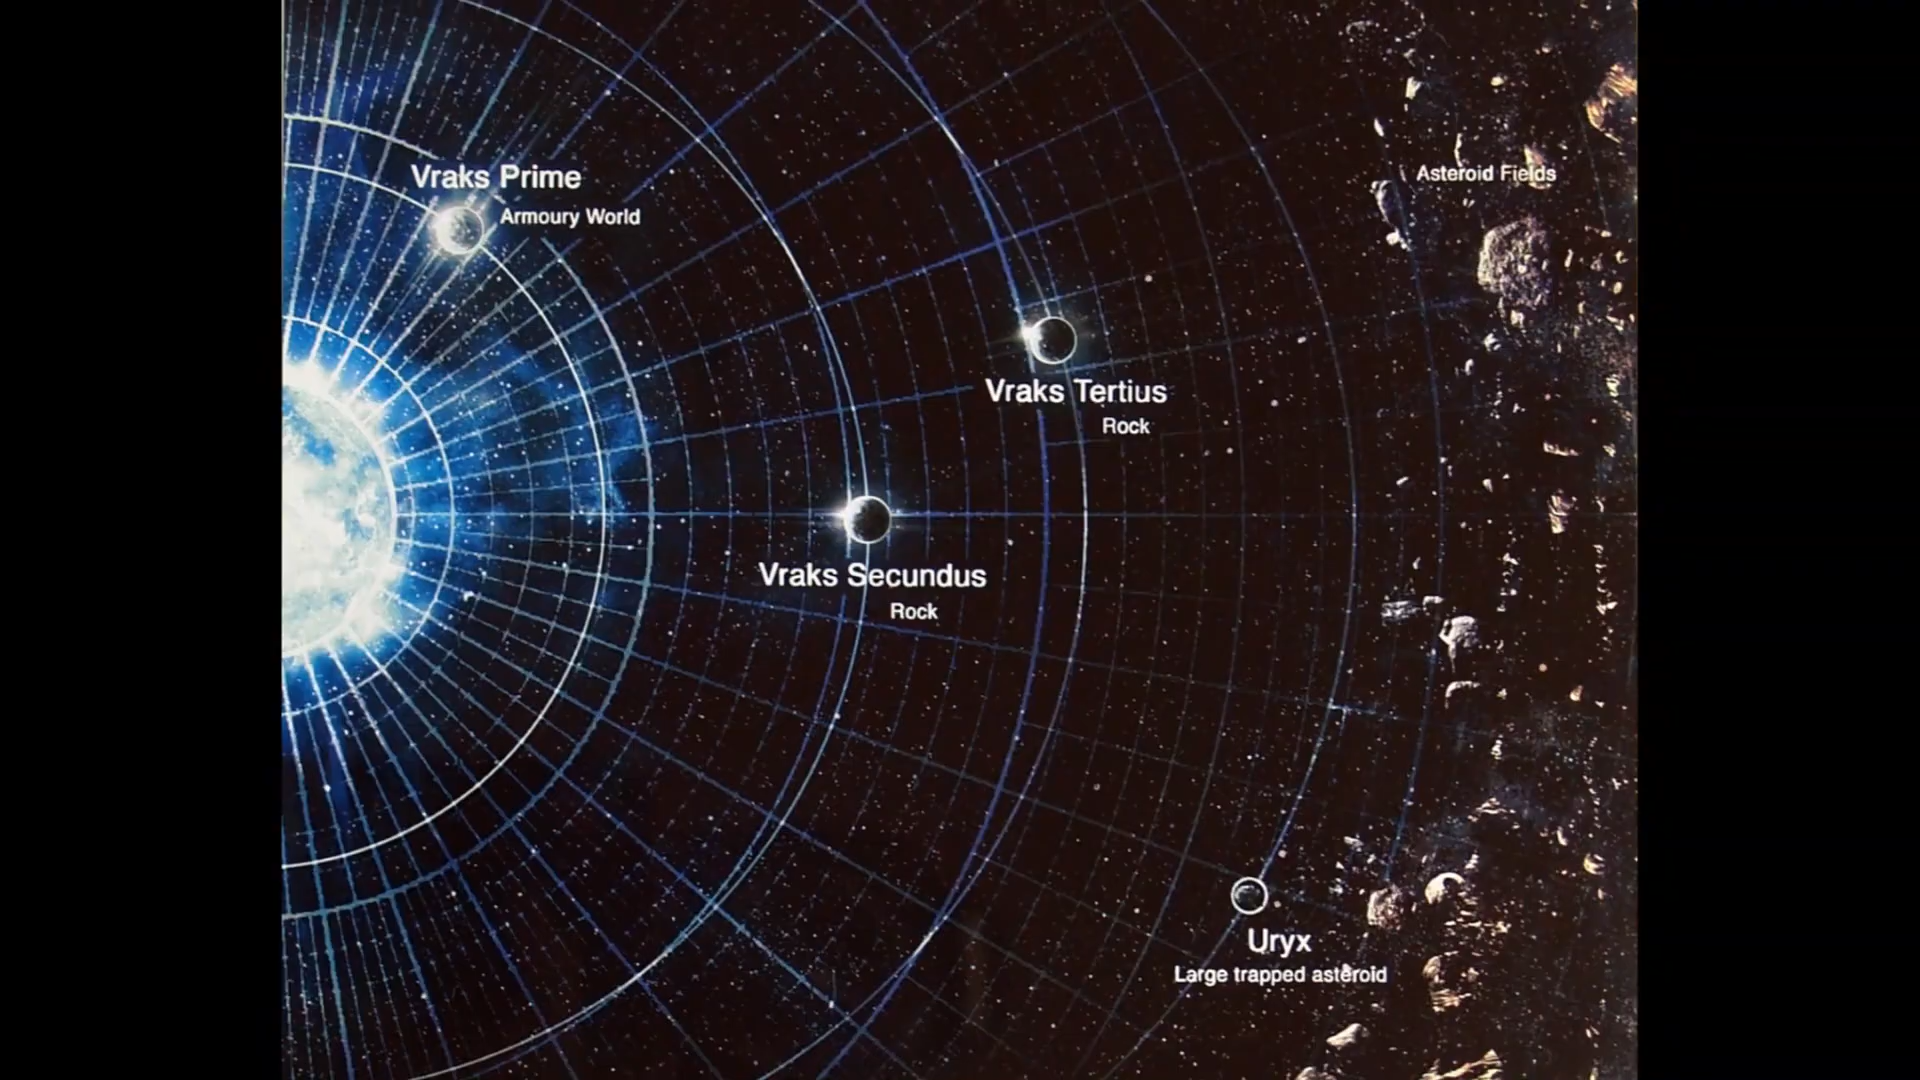 Vraks Prime
Armoury World
Asteroid Fields
Vraks Tertius
Rock
Vraks Secundus
Rock
Uryx
Large trapped asteroid